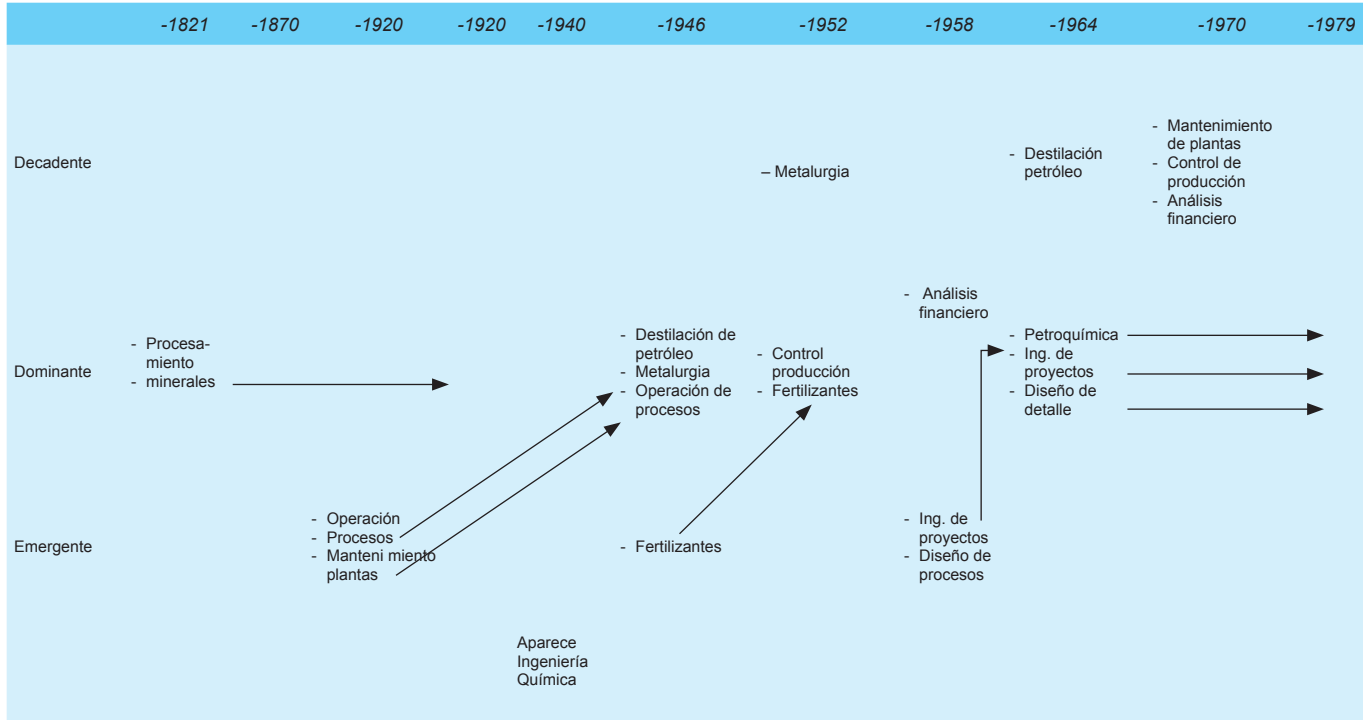 -1821 -1870 -1920 -1920 -1940 -1946 -1952 -1958 -1964 -1970 -1979
Decadente
– Metalurgia
- Destilación
petróleo
- Mantenimiento
de plantas
- Control de
producción
- Análisis
financiero
Dominante
- Procesa-
miento
- minerales
- Destilación de
petróleo
- Metalurgia
- Operación de
procesos
- Control
producción
- Fertilizantes
- Análisis
financiero
- Petroquímica
- Ing. de
proyectos
- Diseño de
detalle
Emergente
- Operación
- Procesos
- Manteni miento
plantas
- Fertilizantes
- Ing. de
proyectos
- Diseño de
procesos
Aparece
Ingeniería
Química